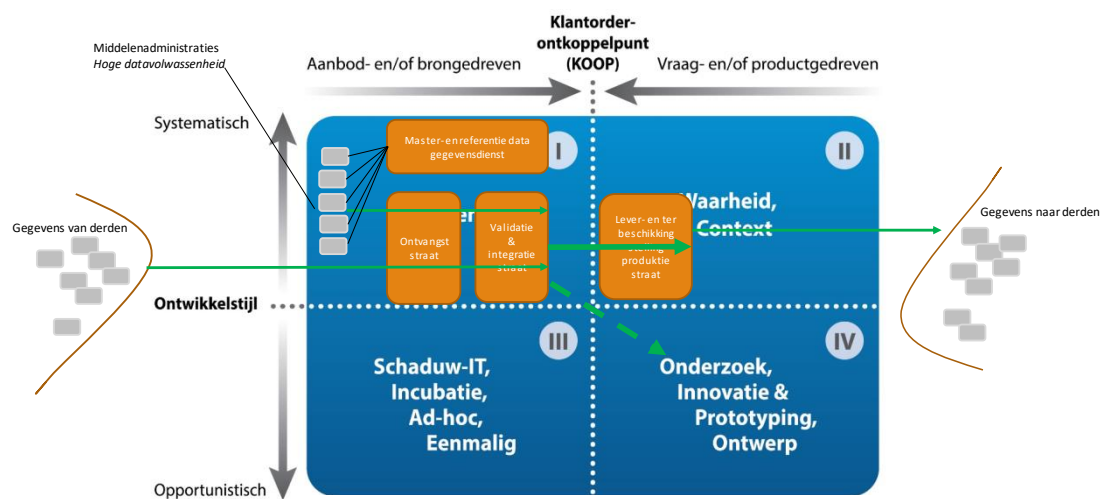 Klantorder-
ontkoppelpunt
(KOOP)
Middelenadministraties
Hoge datavolwassenheid
Aanbod- en/of brongedreven
Vraag- en/of productgedreven
Systematisch
Master-en referentie data
gegevensdienst
I
II
Waarheid,
Context
Gegevens van derden
Ontvangst
straat
Validatie
&
integratie
straat
Lever- en ter
beschikking
stelling
produktie
straat
Gegevens naar derden
Ontwikkelstijl
III
IV
Schaduw-IT,
Incubatie,
Ad-hoc,
Eenmalig
Onderzoek,
Innovatie &
Prototyping,
Ontwerp
Opportunistisch